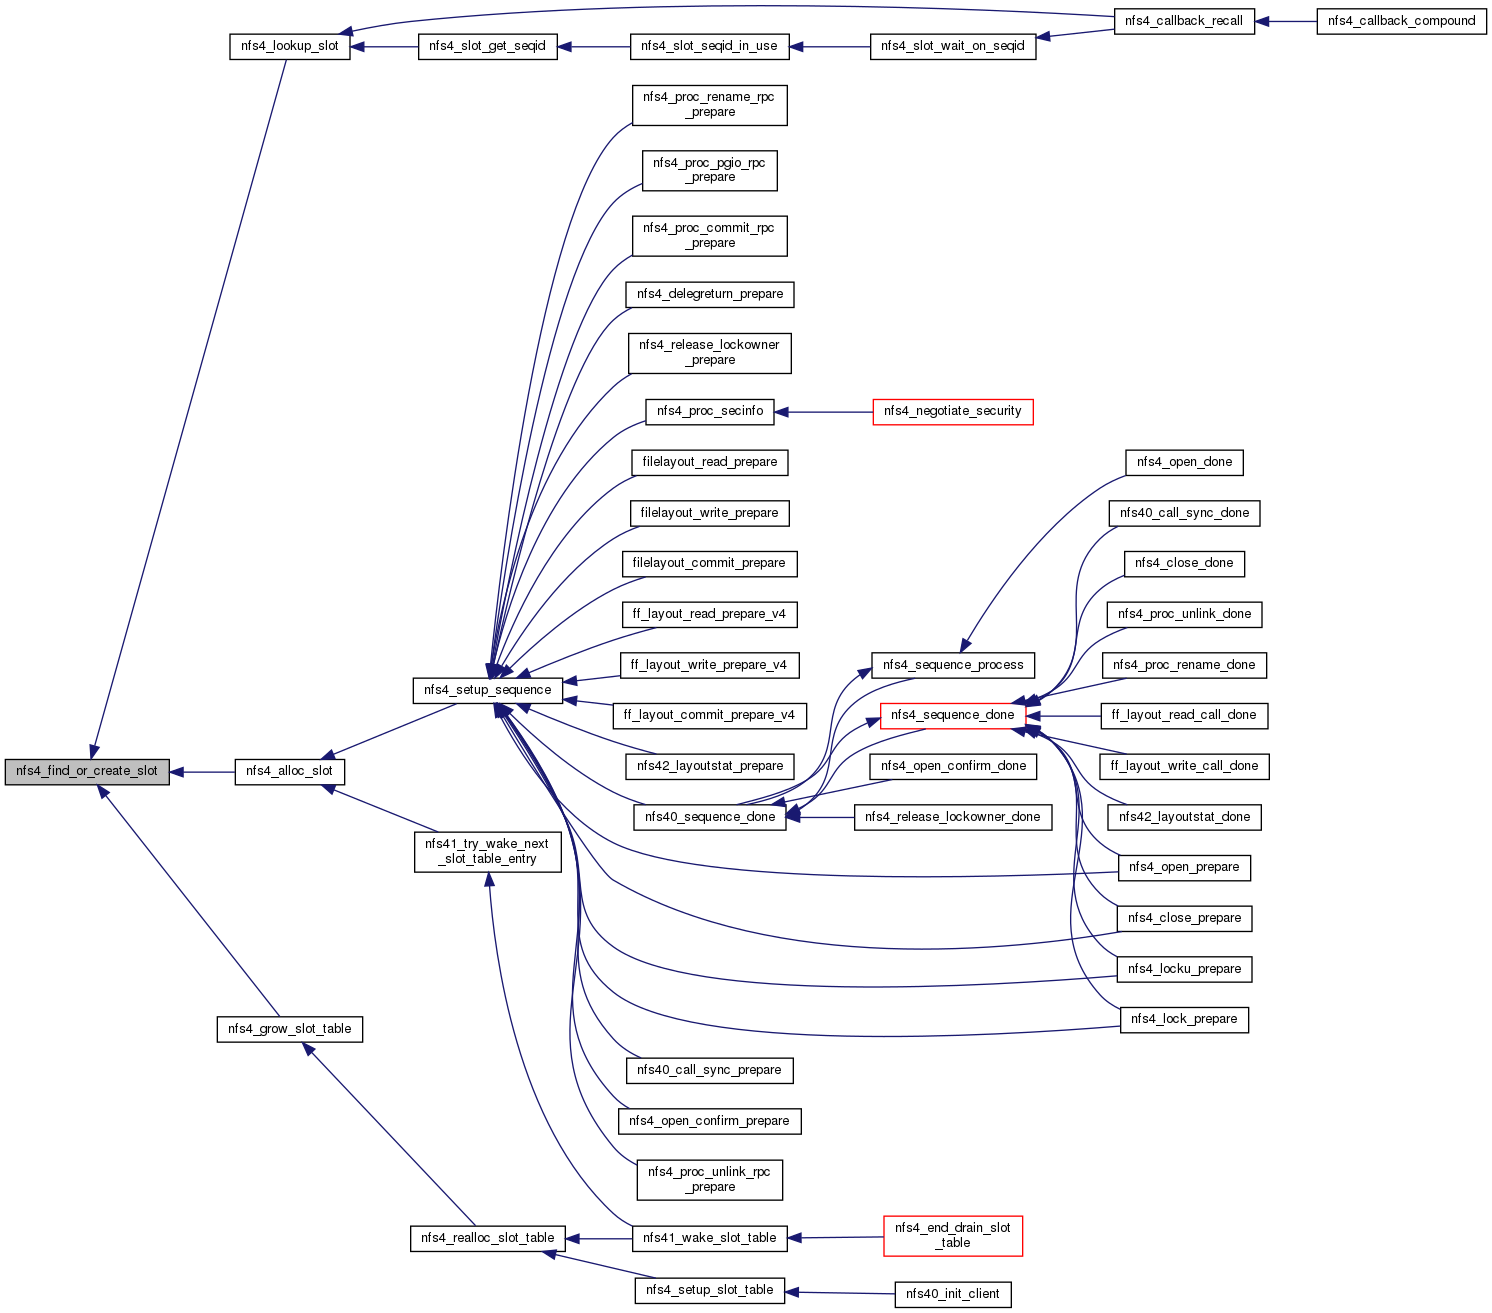 nfs4_callback_recall
nfs4_callback_compound
nfs4_lookup_slot
nfs4_slot_get_seqid
nfs4_slot_seqid_in_use
nfs4_slot_wait_on_seqid
nfs4_proc_rename_rpc
_prepare
nfs4_proc_pgio_rpc
_prepare
nfs4_proc_commit_rpc
_prepare
nfs4_delegreturn_prepare
nfs4_release_lockowner
_prepare
nfs4_proc_secinfo
nfs4_negotiate_security
filelayout_read_prepare
nfs4_open_done
filelayout_write_prepare
nfs40_call_sync_done
filelayout_commit_prepare
nfs4_close_done
ff_layout_read_prepare_v4
nfs4_proc_unlink_done
ff_layout_write_prepare_v4
nfs4_sequence_process
nfs4_proc_rename_done
nfs4_setup_sequence
ff_layout_commit_prepare_v4
nfs4_sequence_done
ff_layout_read_call_done
nfs4_find_or_create_slot
nfs4_alloc_slot
nfs42_layoutstat_prepare
nfs4_open_confirm_done
ff_layout_write_call_done
nfs40_sequence_done
nfs4_release_lockowner_done
nfs42_layoutstat_done
nfs41_try_wake_next
_slot_table_entry
nfs4_open_prepare
nfs4_close_prepare
nfs4_locku_prepare
nfs4_grow_slot_table
nfs4_lock_prepare
nfs40_call_sync_prepare
nfs4_open_confirm_prepare
nfs4_proc_unlink_rpc
_prepare
nfs4_realloc_slot_table
nfs41_wake_slot_table
nfs4_end_drain_slot
_table
nfs4_setup_slot_table
nfs40_init_client